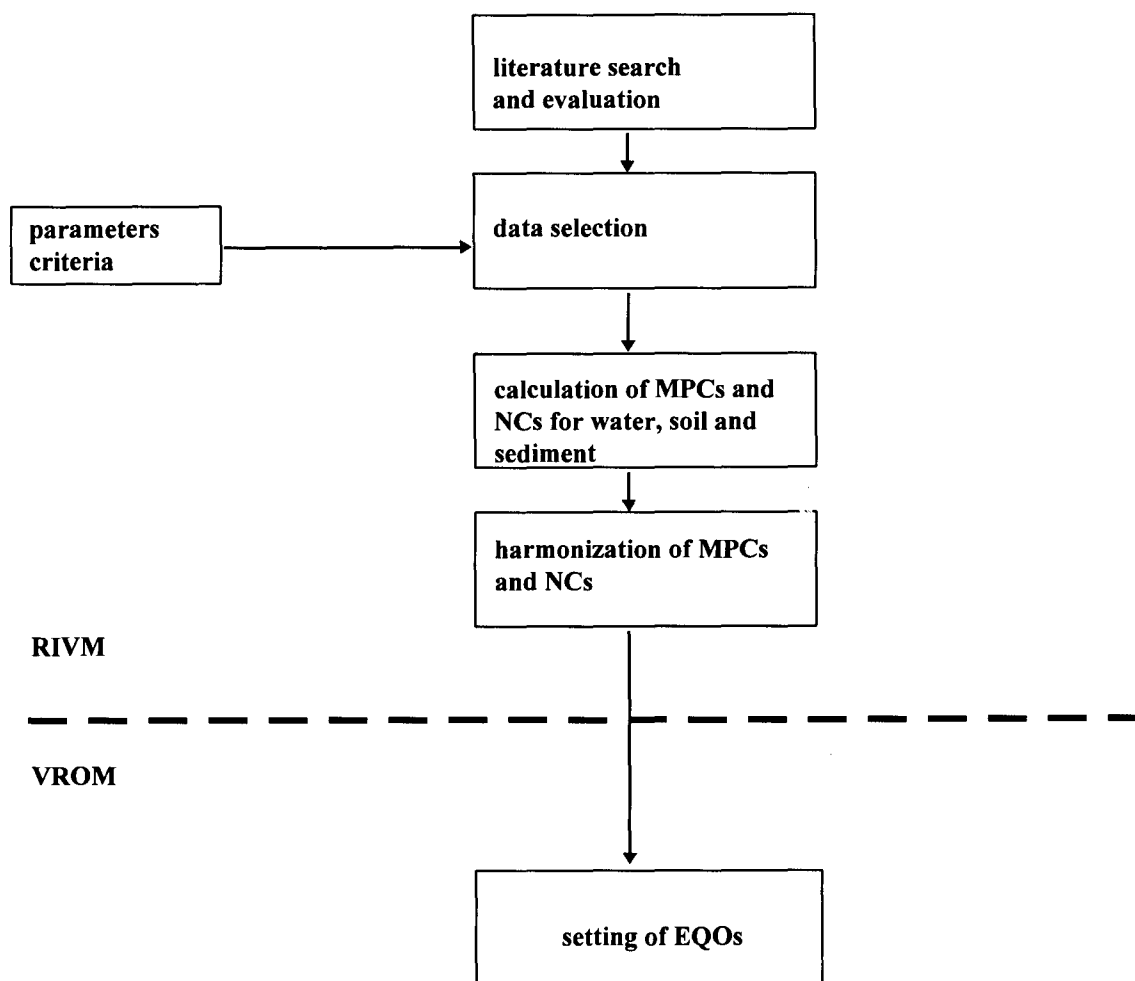 literature search
and evaluation
parameters
criteria
data selection
calculation of MPCs and
NCs for water, soil and
sediment
harmonization of MPCs
and NCs
RIVM
VROM
setting of EQOs